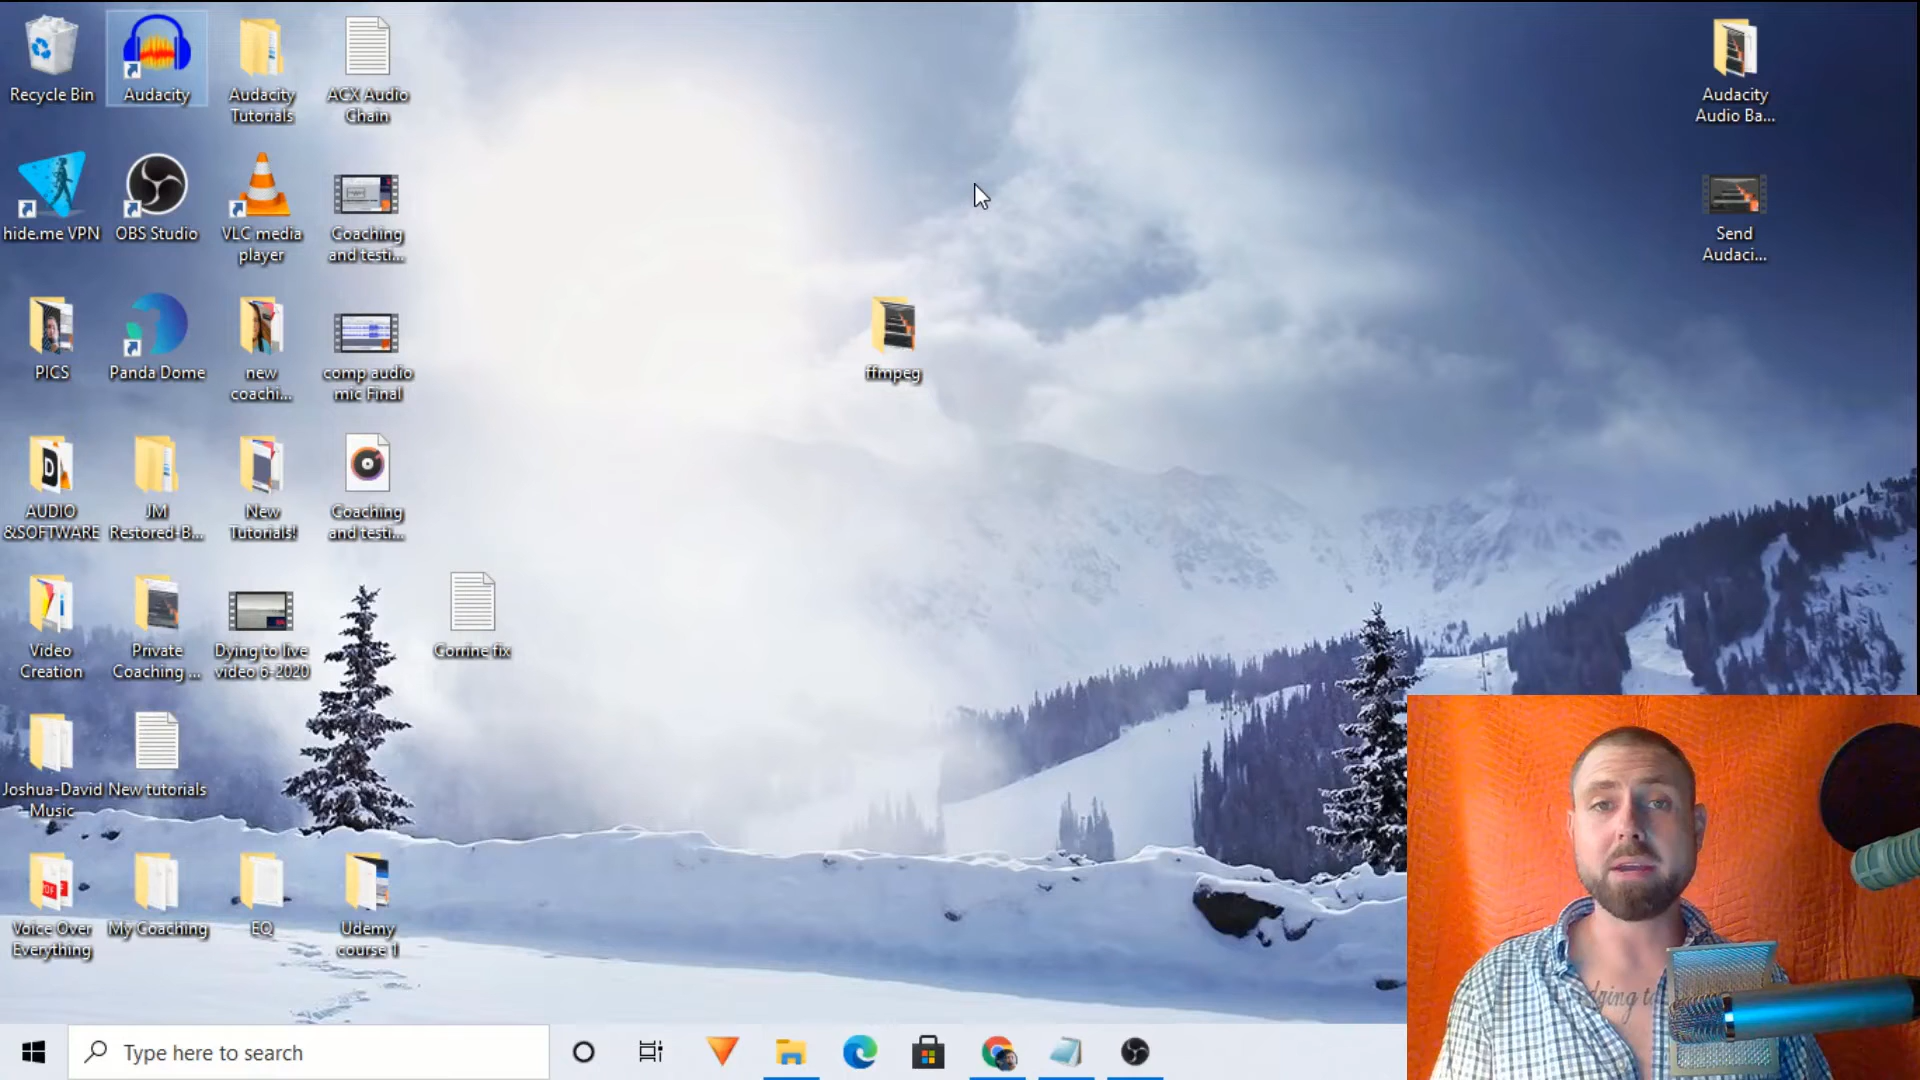 Recycle Bin
Audacity
Audacity
Tutorials
ACX Audio
Chain
Audacity
Audio Ba...
hide.me VPN
OBS Studio
VLC media
player
Coaching
and testi...
Send
Audaci...
PICS
Panda Dome
new
coachi...
comp audio
mic Final
ffmpeg
AUDIO
&SOFTWARE
JM
Restored-B...
New
Tutorials!
Coaching
and testi...
Video
Creation
Private
Coaching ...
Dying to live
video 6-2020
Corrine fix
Joshua-David
Music
New tutorials
Voice Over
Everything
My Coaching
EQ
Udemy
course 1
Type here to search